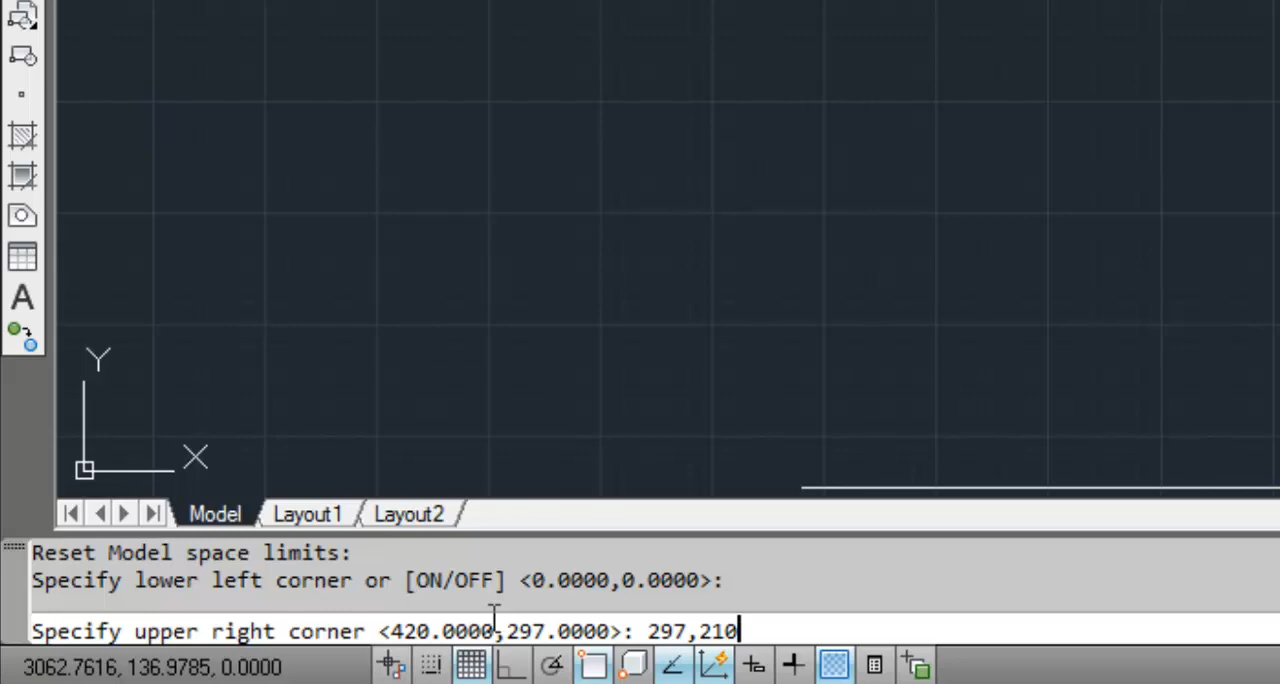 A
Y
X
Model Layout1 Layout2
Reset Model space limits:
Specify lower left corner or [ON/OFF] <0.0000,0.0000>:
Specify upper right corner <420.0000,297.0000>: 297,210
3062.7616, 136.9785, 0.0000